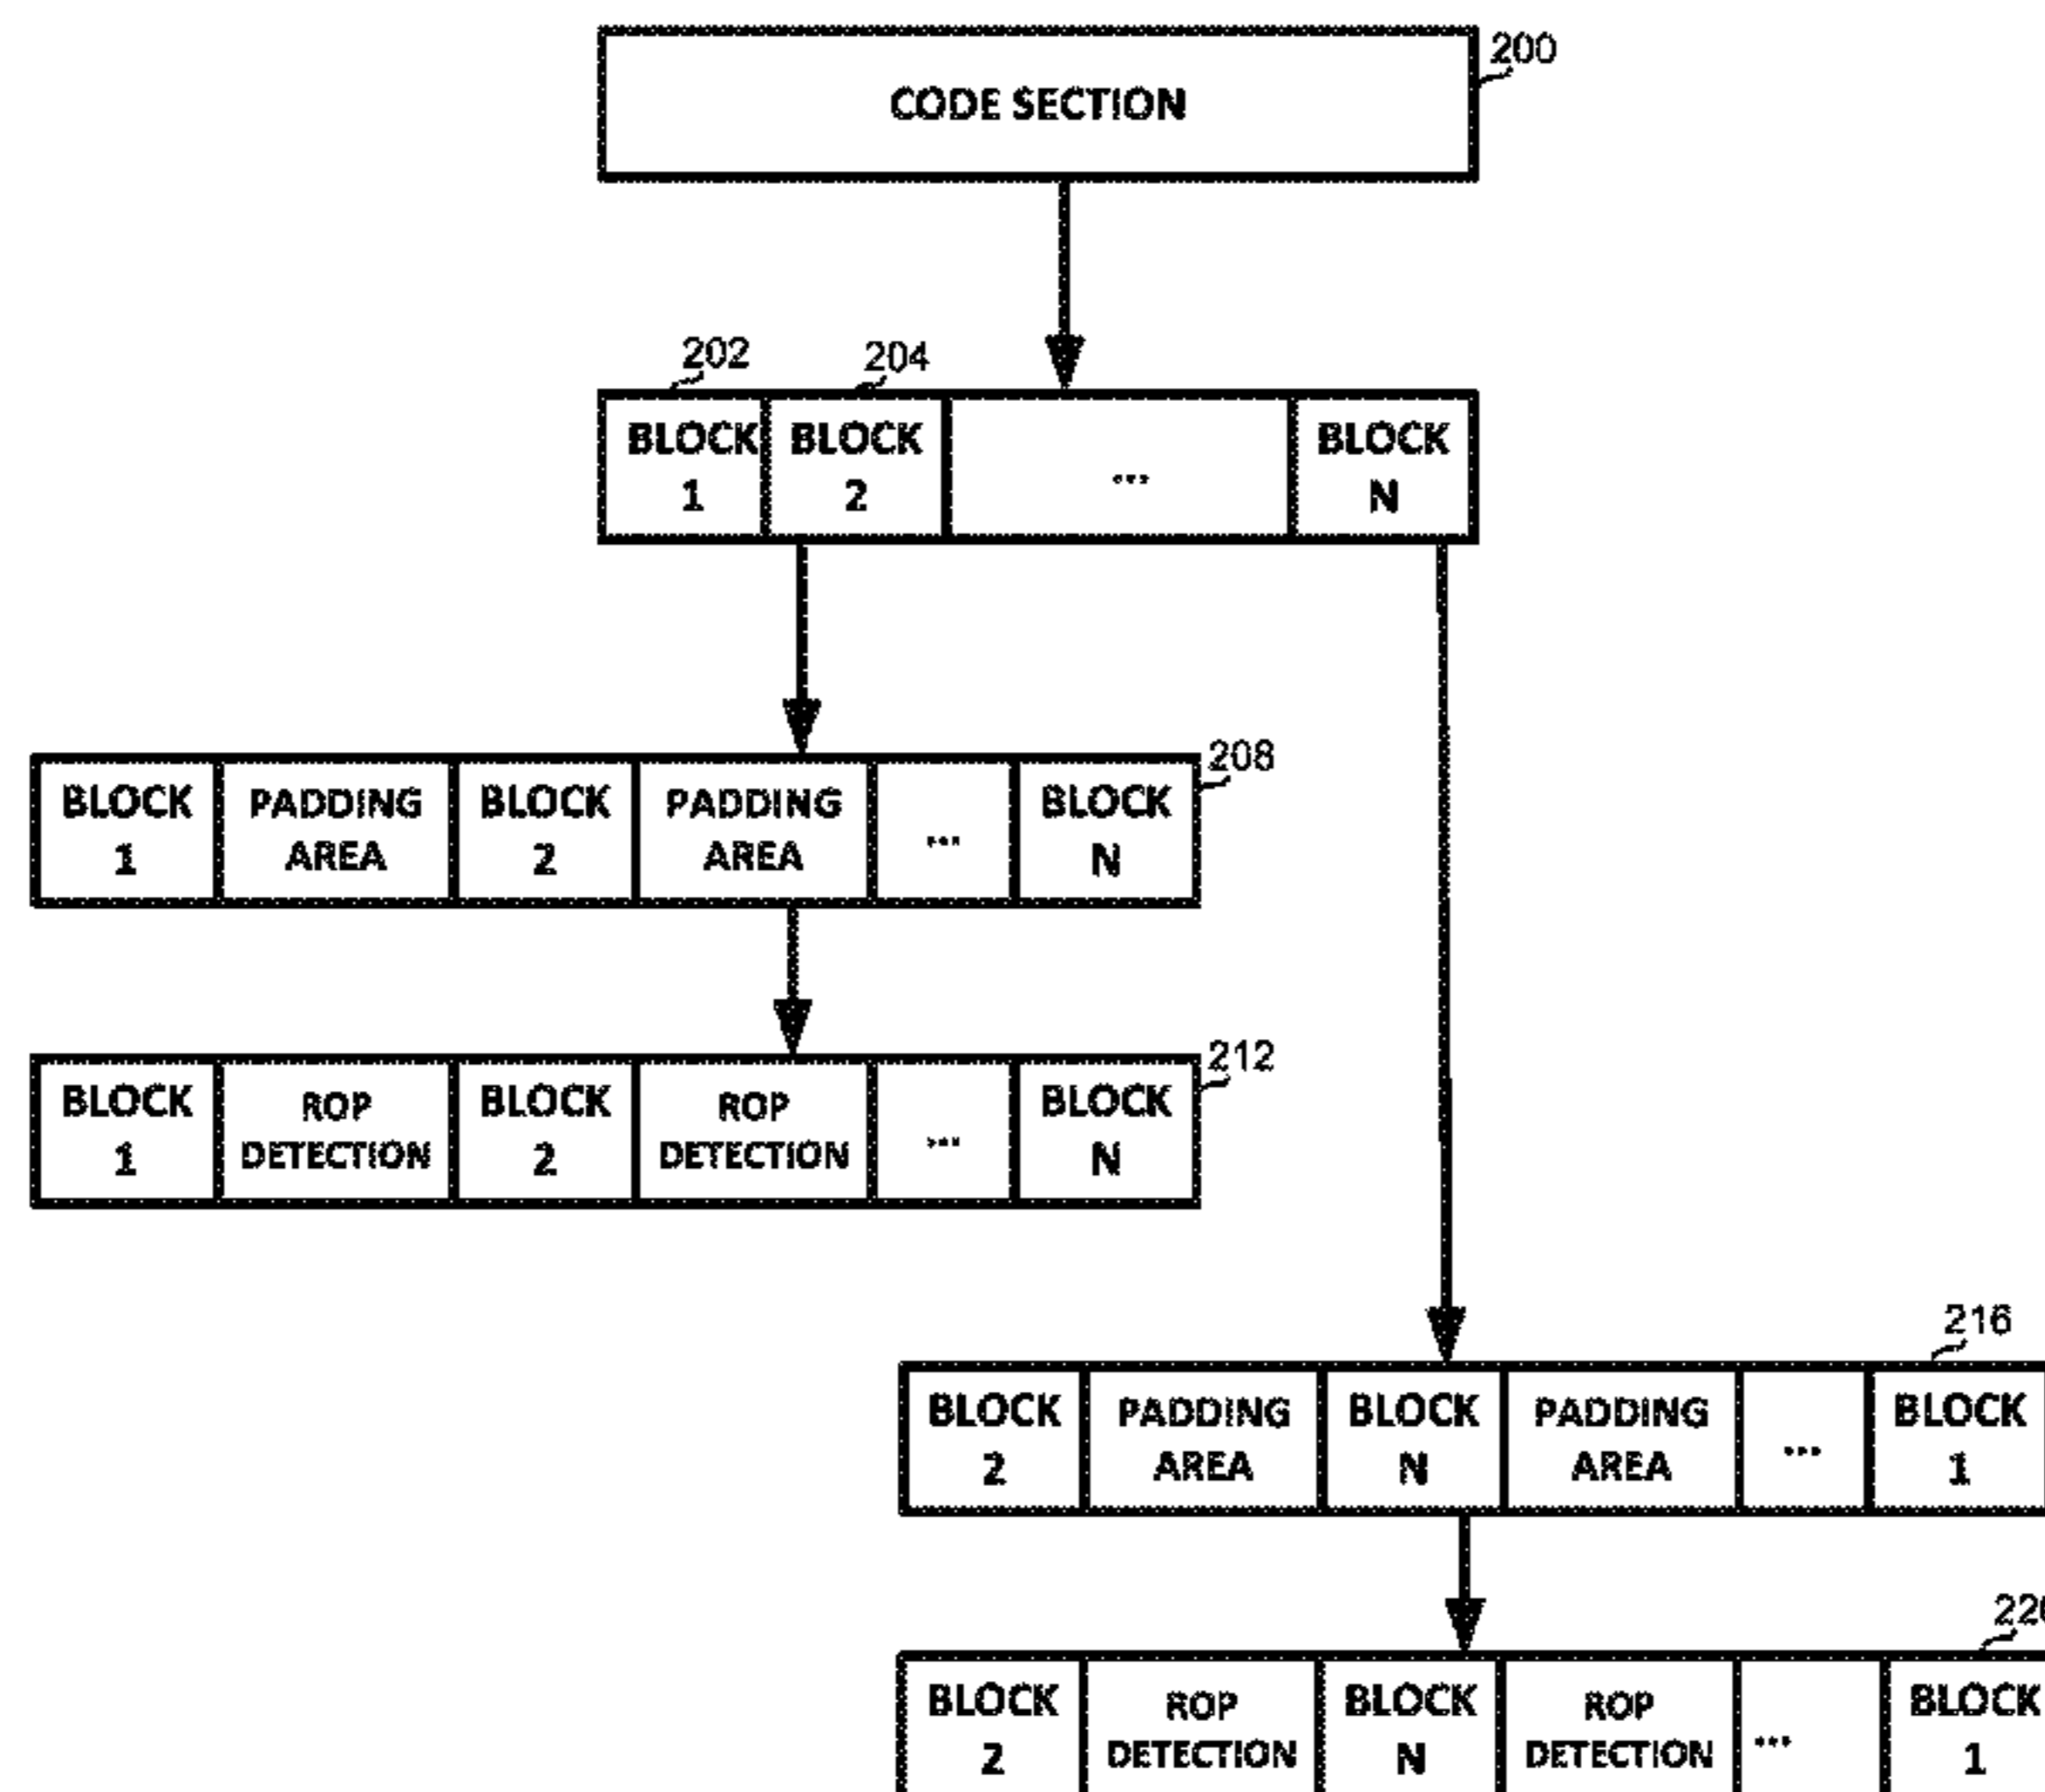 200
CODE SECTION
202
204
BLOCK
1
BLOCK
2
...
BLOCK
N
208
BLOCK
1
PADDING
AREA
BLOCK
2
PADDING
AREA
...
BLOCK
N
212
BLOCK
1
ROP
DETECTION
BLOCK
2
ROP
DETECTION
...
BLOCK
N
216
BLOCK
2
PADDING
AREA
BLOCK
N
PADDING
AREA
...
BLOCK
1
220
BLOCK
2
ROP
DETECTION
BLOCK
N
ROP
DETECTION
...
BLOCK
1